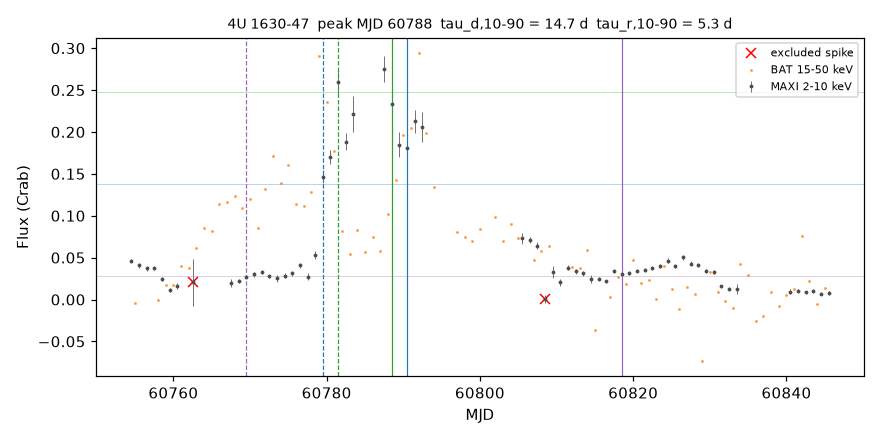 4U 1630-47 peak MJD 60788 tau_d,10-90 = 14.7 d tau_r,10-90 = 5.3 d
excluded spike
BAT 15-50 keV
MAXI 2-10 keV
0.30
0.25
0.20
0.15
0.10
0.05
0.00
−0.05
Flux (Crab)
60760 60780 60800 60820 60840
MJD